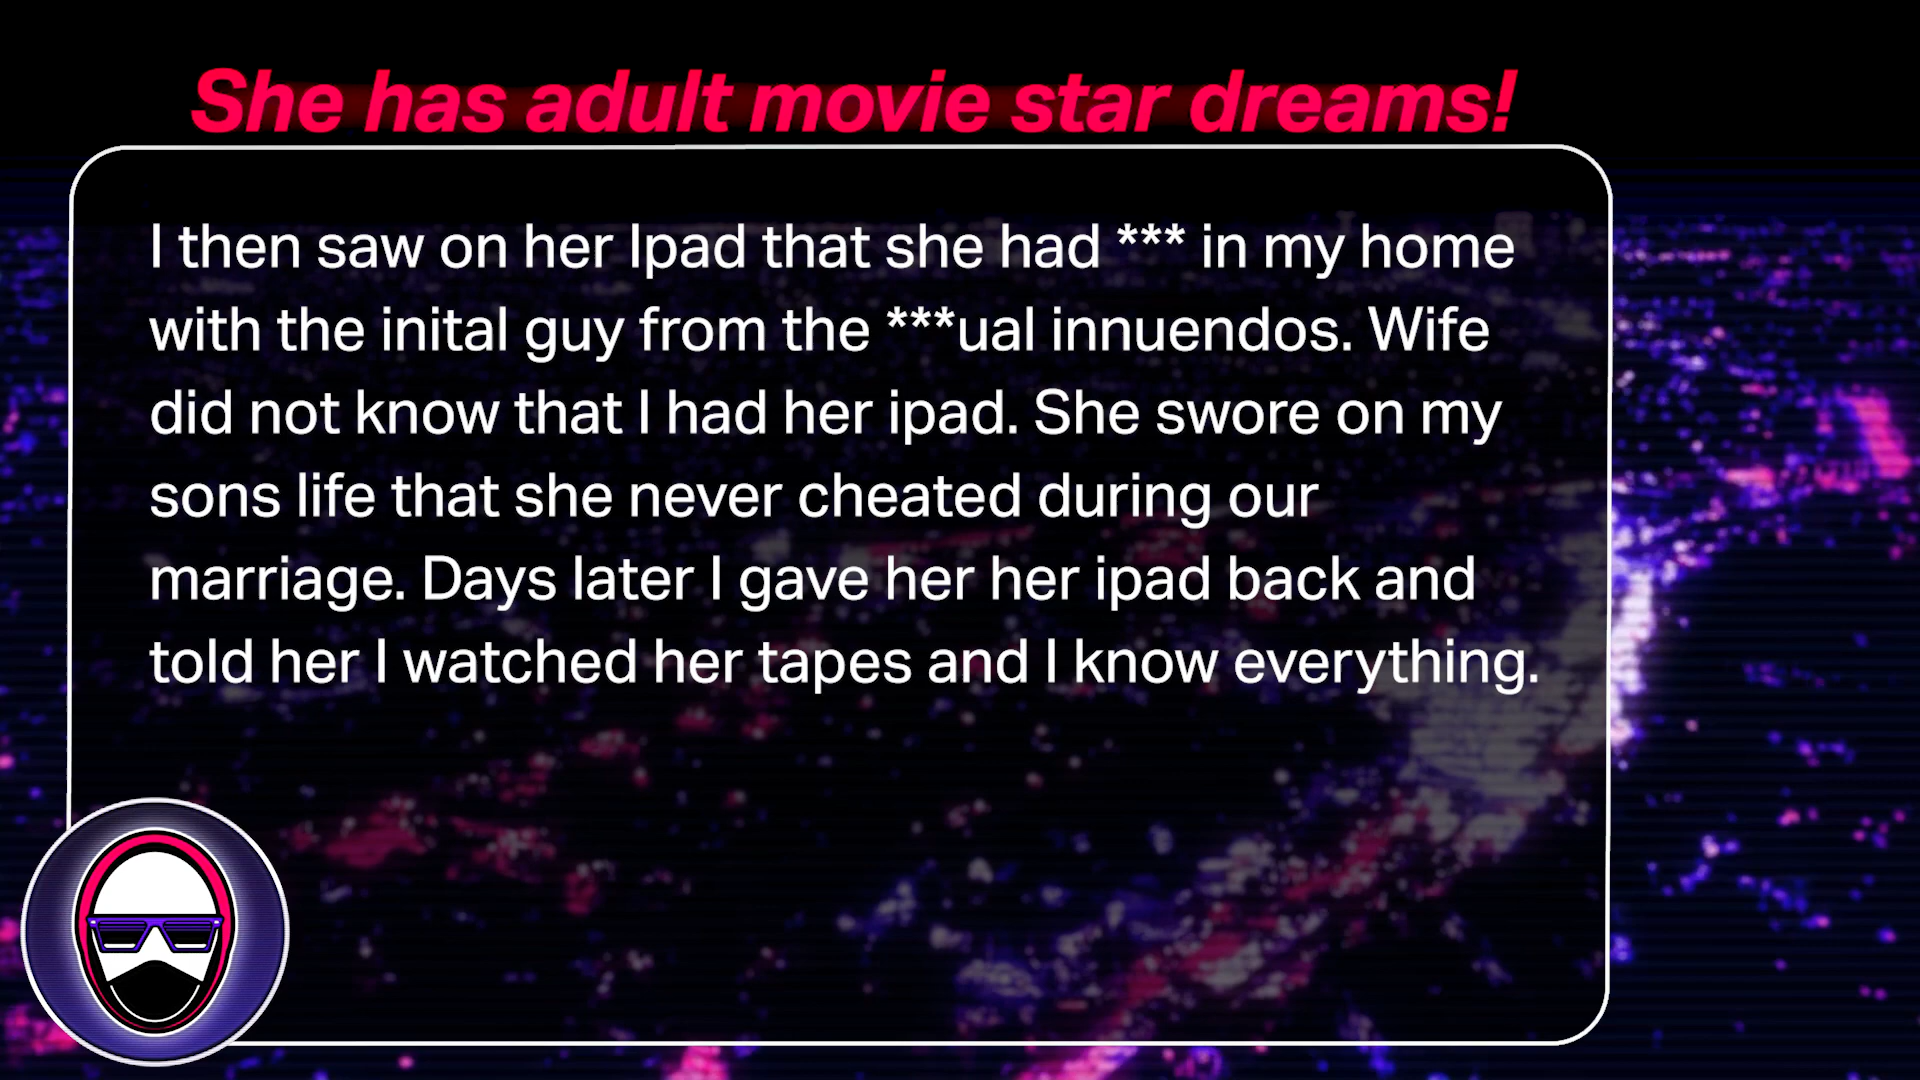 She has adult movie star dreams!
I then saw on her Ipad that she had *** in my home
with the inital guy from the ***ual innuendos. Wife
did not know that I had her ipad. She swore on my
sons life that she never cheated during our
marriage. Days later I gave her her ipad back and
told her I watched her tapes and I know everything.